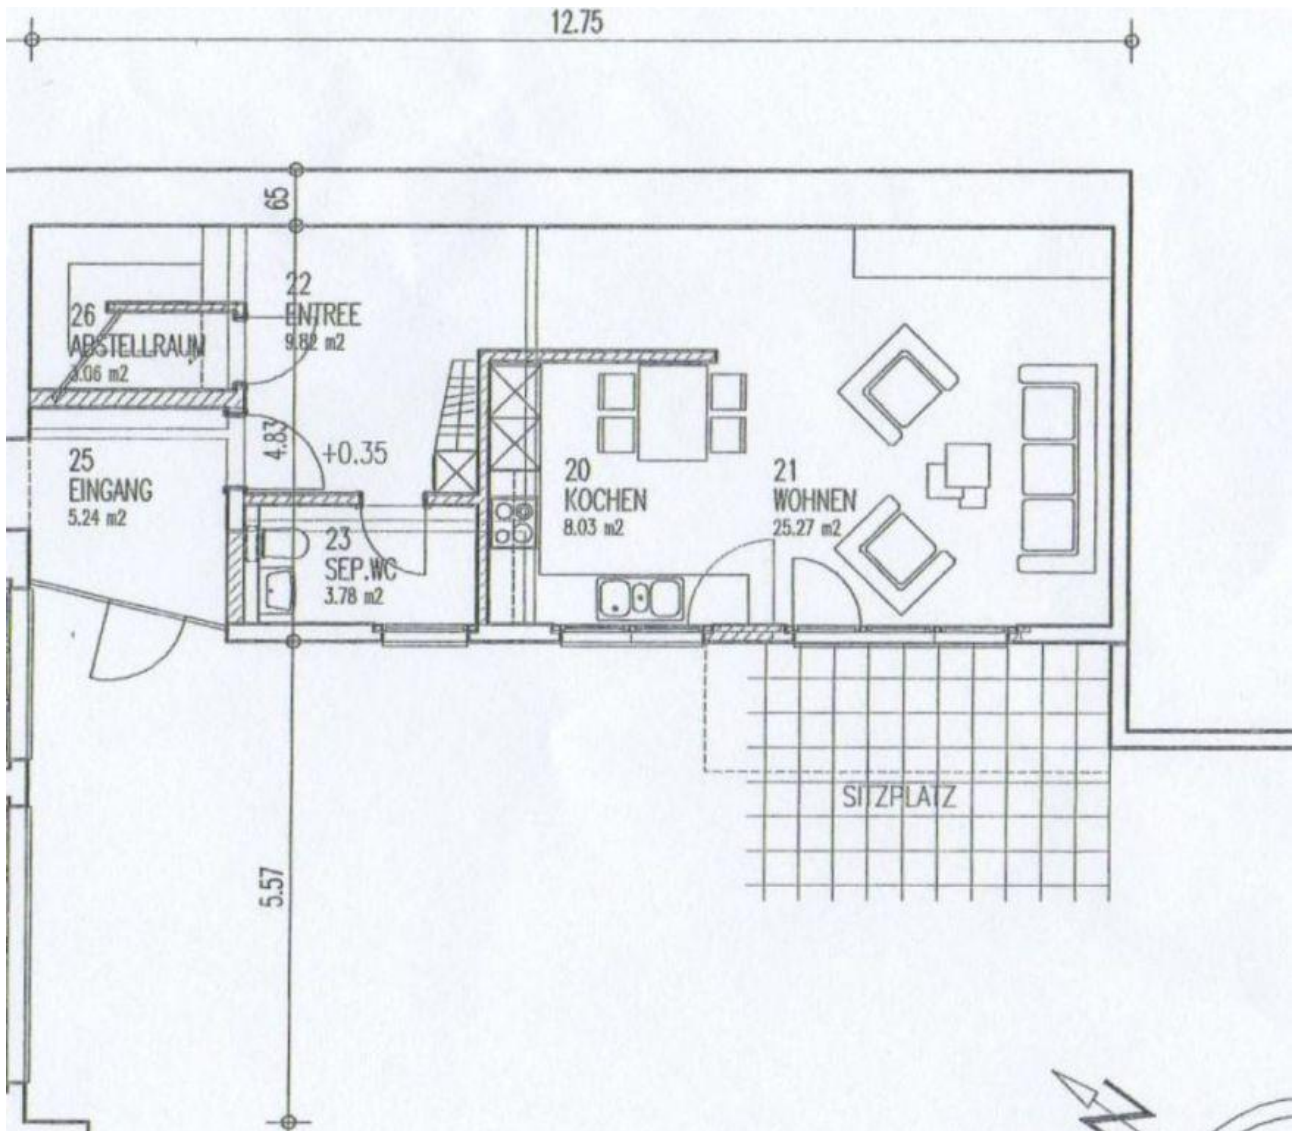 12.75
65
22
ENTREE
9.82 m2
26
ABSTELLRAUM
3.06 m2
4.83
+0.35
25
EINGANG
5.24 m2
20
KOCHEN
8.03 m2
21
WOHNEN
25.27 m2
23
SEP.WC
3.78 m2
SITZPLATZ
5.57